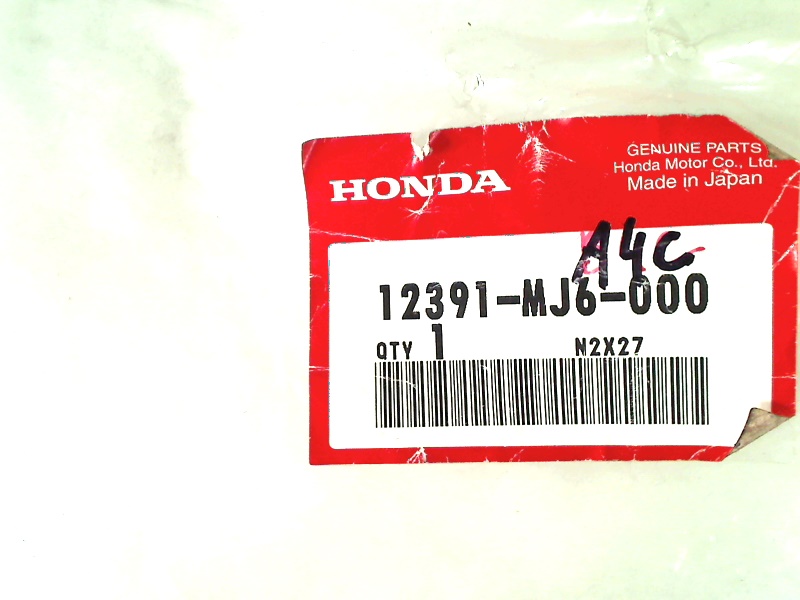 GENUINE PARTS
HONDA
Honda Motor Co., Ltd.
Made in Japan
A4C
12391-MJ6-000
QTY 1
N2X27